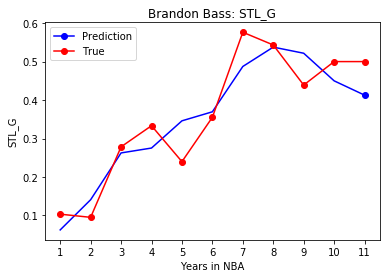 Brandon Bass: STL_G
Prediction
True
STL_G
0.6
0.5
0.4
0.3
0.2
0.1
1 2 3 4 5 6 7 8 9 10 11
Years in NBA